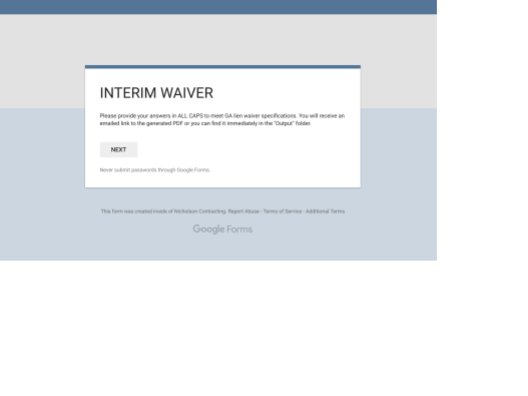 INTERIM WAIVER
Please provide your answers in ALL CAPS to meet GA lien waiver specifications. You will receive an
emailed link to the generated PDF or you can find it immediately in the "Output" folder.
NEXT
Never submit passwords through Google Forms.
This form was created inside of Nicholson Contracting. Report Abuse - Terms of Service - Additional Terms
Google Forms